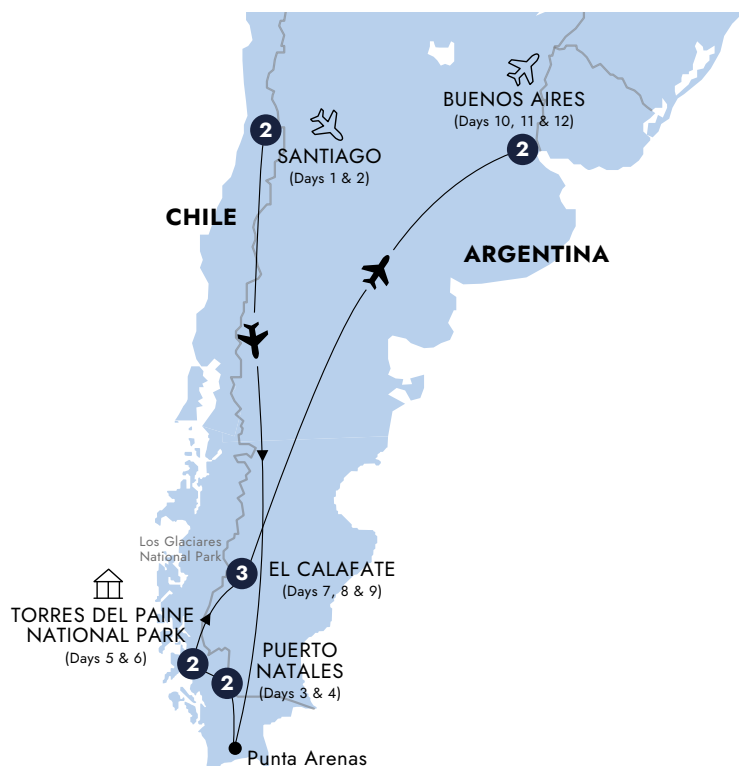 BUENOS AIRES
(Days 10, 11 & 12)
2
2
SANTIAGO
(Days 1 & 2)
CHILE
ARGENTINA
Los Glaciares
National Park
3
EL CALAFATE
(Days 7, 8 & 9)
TORRES DEL PAINE
NATIONAL PARK
(Days 5 & 6)
2
2
PUERTO
NATALES
(Days 3 & 4)
Punta Arenas